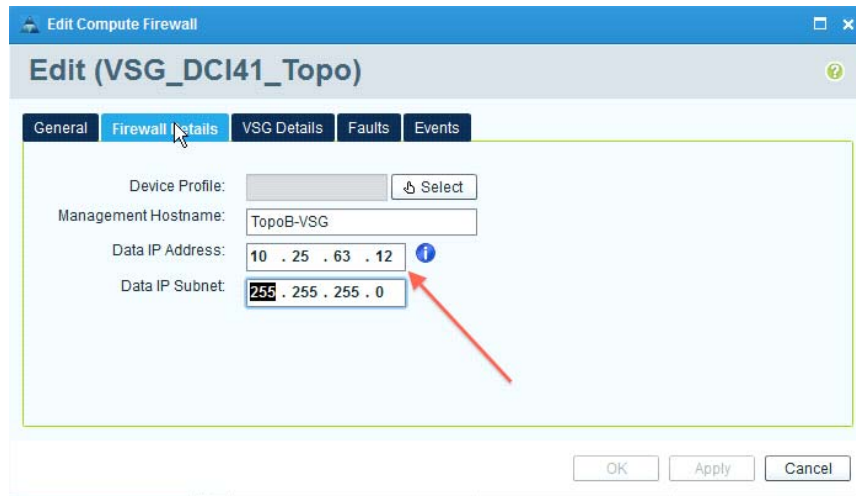 Edit Compute Firewall
Edit (VSG_DCI41_Topo)
General Firewall Details VSG Details Faults Events
Device Profile: Select
Management Hostname: TopoB-VSG
Data IP Address: 10 . 25 . 63 . 12
Data IP Subnet: 255 . 255 . 255 . 0
OK Apply Cancel